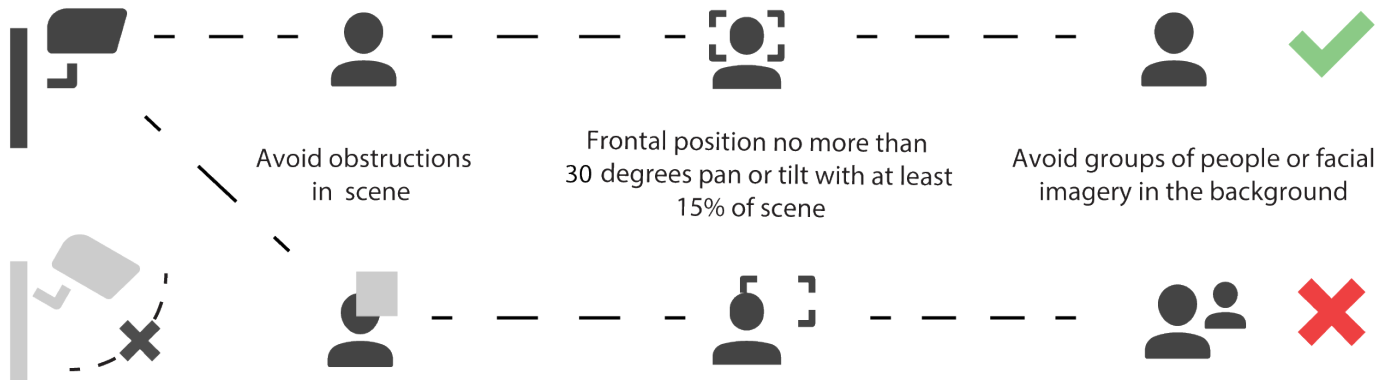 Avoid obstructions
in scene
Frontal position no more than
30 degrees pan or tilt with at least
15% of scene
Avoid groups of people or facial
imagery in the background